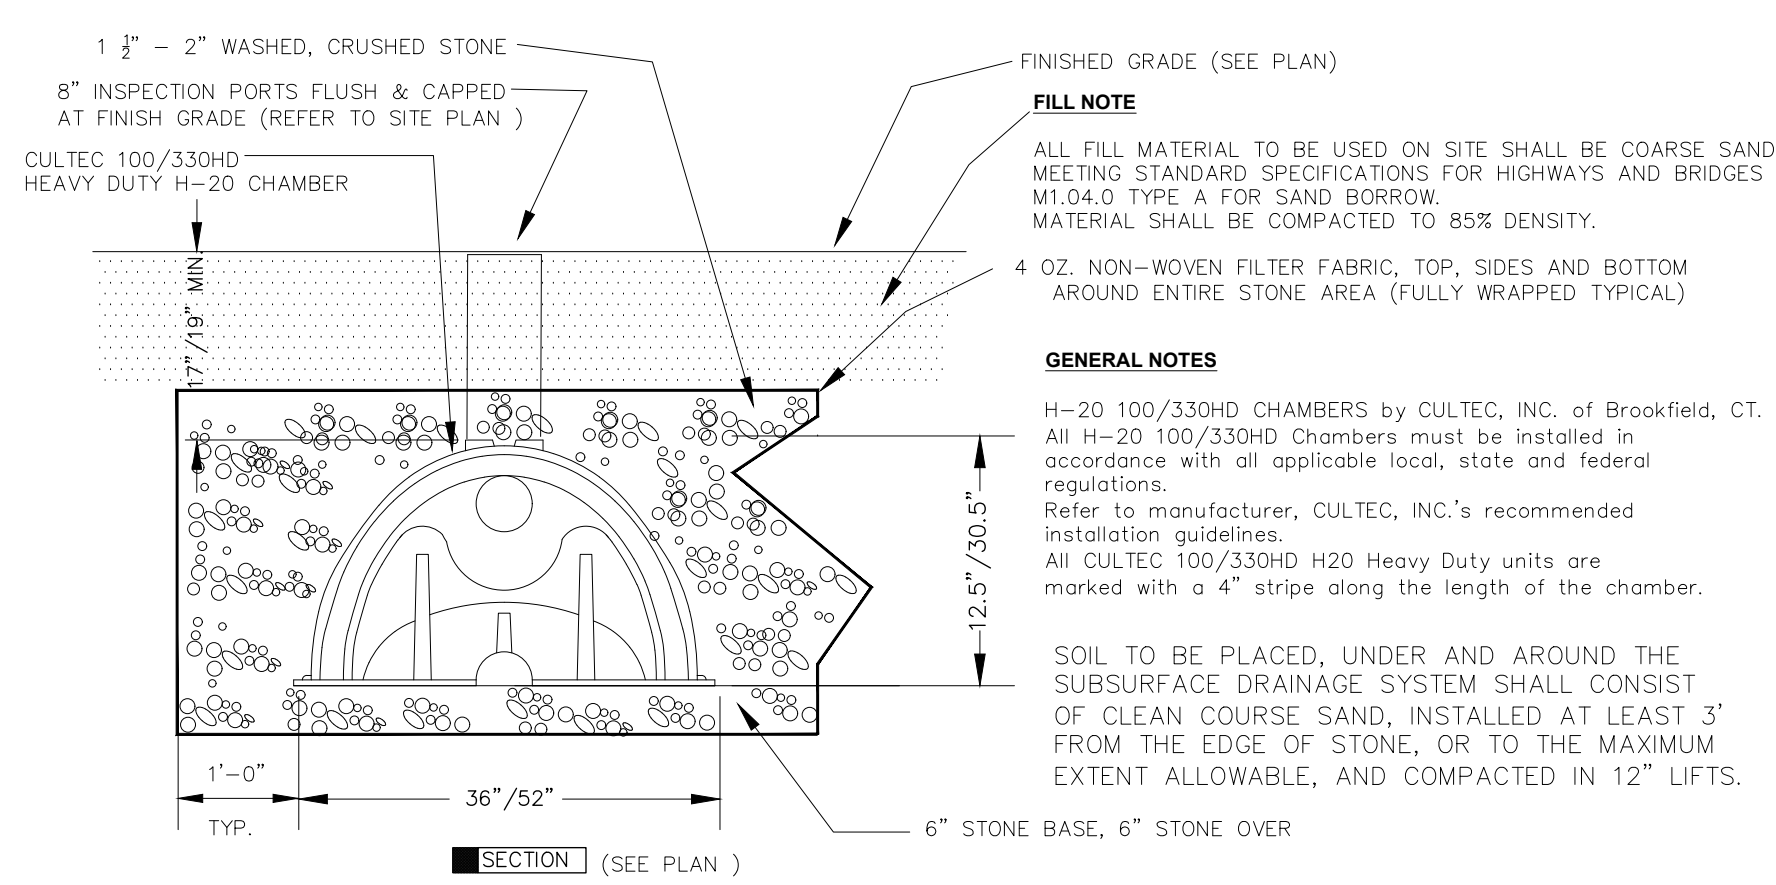 1 1/2" - 2" WASHED, CRUSHED STONE
8" INSPECTION PORTS FLUSH & CAPPED
AT FINISH GRADE (REFER TO SITE PLAN )
CULTEC 100/330HD
HEAVY DUTY H-20 CHAMBER
17"/19" MIN.
FINISHED GRADE (SEE PLAN)
FILL NOTE
ALL FILL MATERIAL TO BE USED ON SITE SHALL BE COARSE SAND
MEETING STANDARD SPECIFICATIONS FOR HIGHWAYS AND BRIDGES
M1.04.0 TYPE A FOR SAND BORROW.
MATERIAL SHALL BE COMPACTED TO 85% DENSITY.
4 OZ. NON-WOVEN FILTER FABRIC, TOP, SIDES AND BOTTOM
AROUND ENTIRE STONE AREA (FULLY WRAPPED TYPICAL)
GENERAL NOTES
H-20 100/330HD CHAMBERS by CULTEC, INC. of Brookfield, CT.
All H-20 100/330HD Chambers must be installed in
accordance with all applicable local, state and federal
regulations.
Refer to manufacturer, CULTEC, INC.'s recommended
installation guidelines.
All CULTEC 100/330HD H20 Heavy Duty units are
marked with a 4" stripe along the length of the chamber.
12.5"/30.5"
SOIL TO BE PLACED, UNDER AND AROUND THE
SUBSURFACE DRAINAGE SYSTEM SHALL CONSIST
OF CLEAN COURSE SAND, INSTALLED AT LEAST 3'
FROM THE EDGE OF STONE, OR TO THE MAXIMUM
EXTENT ALLOWABLE, AND COMPACTED IN 12" LIFTS.
1'-0"
TYP.
36"/52"
6" STONE BASE, 6" STONE OVER
SECTION (SEE PLAN )